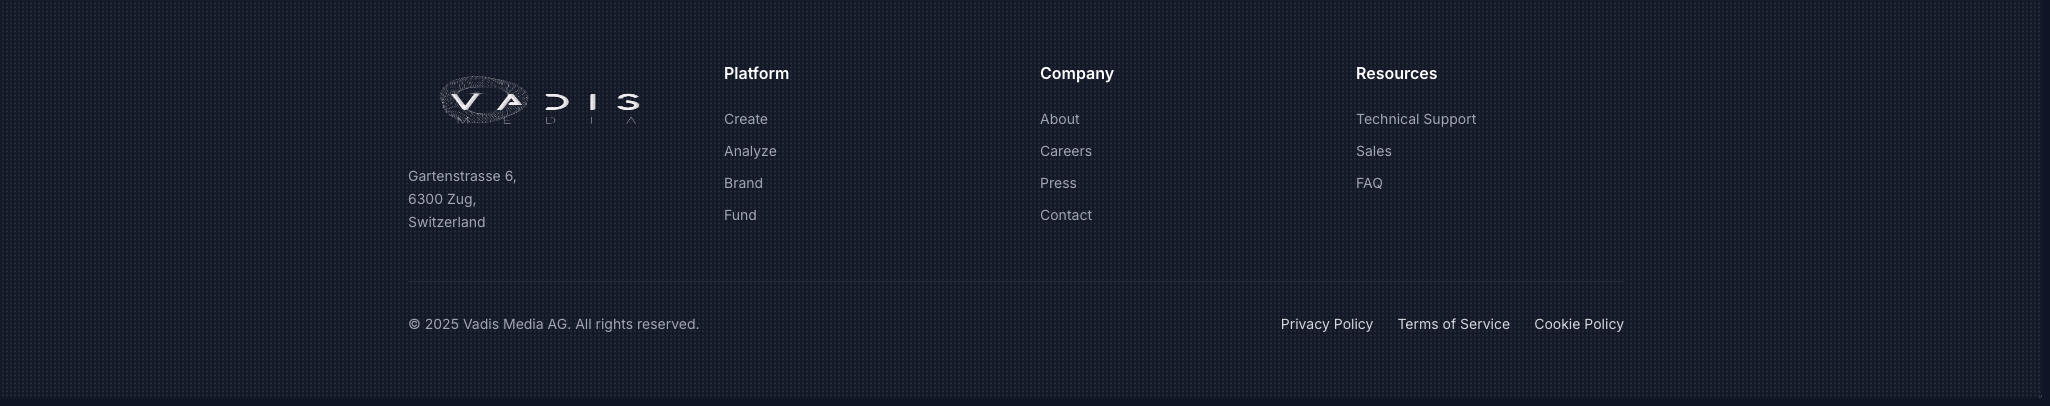 VADIS
MEDIA
Gartenstrasse 6,
6300 Zug,
Switzerland
Platform
Create
Analyze
Brand
Fund
Company
About
Careers
Press
Contact
Resources
Technical Support
Sales
FAQ
© 2025 Vadis Media AG. All rights reserved.
Privacy Policy
Terms of Service
Cookie Policy